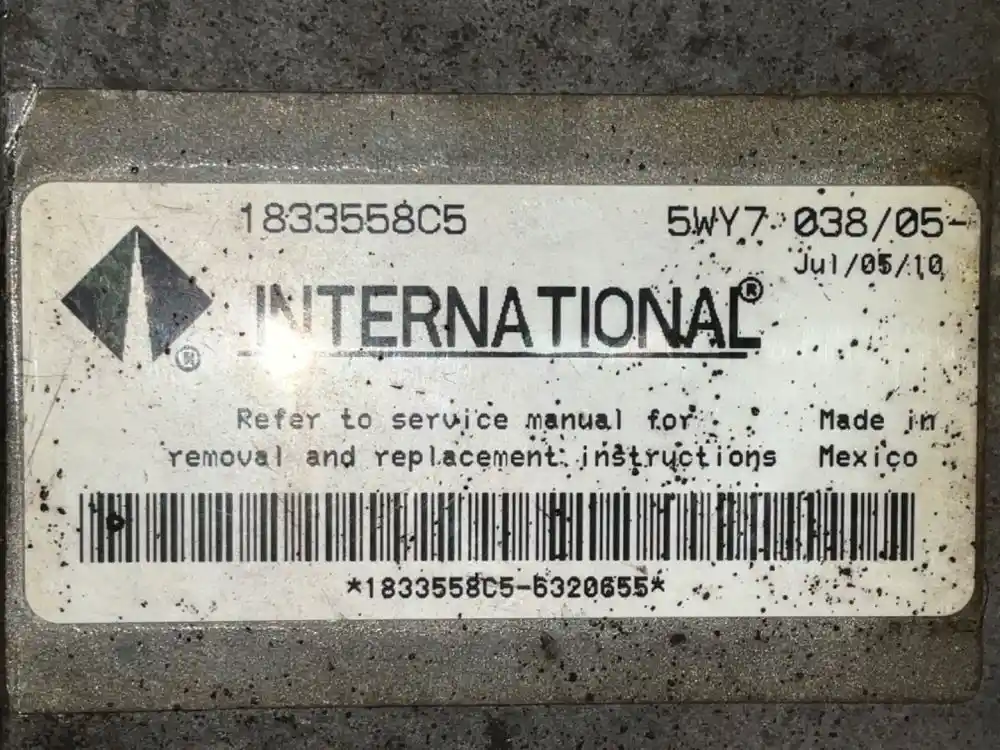 1833558C5 5WY7 038/05-
Jul/05/10
INTERNATIONAL®
®
Refer to service manual for Made in
removal and replacement instructions Mexico
*1833558C5-6320655*